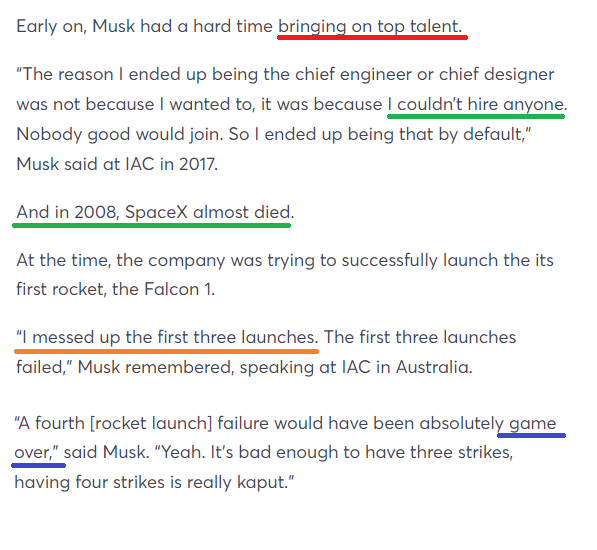 Early on, Musk had a hard time bringing on top talent.
“The reason I ended up being the chief engineer or chief designer
was not because I wanted to, it was because I couldn’t hire anyone.
Nobody good would join. So I ended up being that by default,”
Musk said at IAC in 2017.
And in 2008, SpaceX almost died.
At the time, the company was trying to successfully launch the its
first rocket, the Falcon 1.
“I messed up the first three launches. The first three launches
failed,” Musk remembered, speaking at IAC in Australia.
“A fourth [rocket launch] failure would have been absolutely game
over,” said Musk. “Yeah. It’s bad enough to have three strikes,
having four strikes is really kaput.”